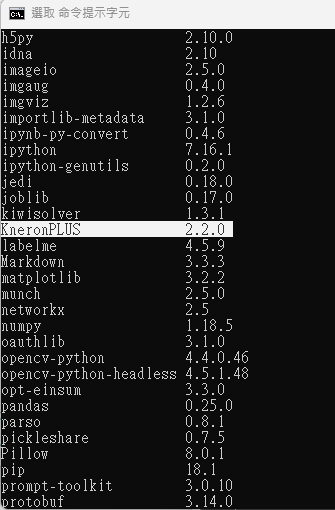 選取 命令提示字元
h5py 2.10.0
idna 2.10
imageio 2.5.0
imgaug 0.4.0
imgviz 1.2.6
importlib-metadata 3.1.0
ipynb-py-convert 0.4.6
ipython 7.16.1
ipython-genutils 0.2.0
jedi 0.18.0
joblib 0.17.0
kiwisolver 1.3.1
KneronPLUS 2.2.0
labelme 4.5.9
Markdown 3.3.3
matplotlib 3.2.2
munch 2.5.0
networkx 2.5
numpy 1.18.5
oauthlib 3.1.0
opencv-python 4.4.0.46
opencv-python-headless 4.5.1.48
opt-einsum 3.3.0
pandas 0.25.0
parso 0.8.1
pickleshare 0.7.5
Pillow 8.0.1
pip 18.1
prompt-toolkit 3.0.10
protobuf 3.14.0